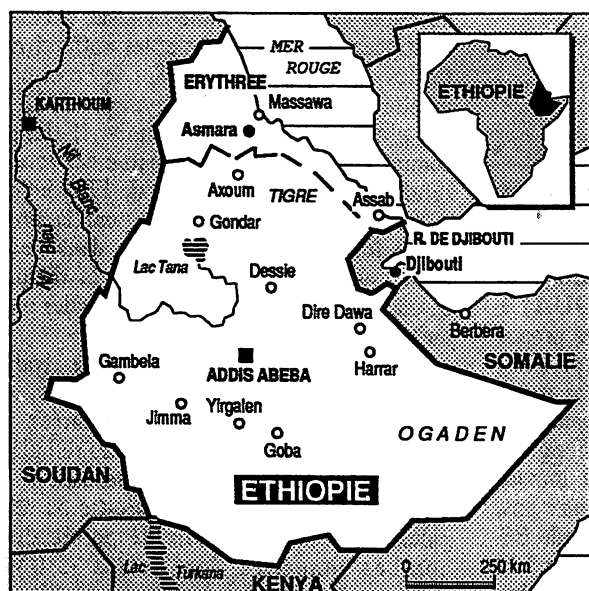 MER
ROUGE
ERYTHREE
ETHIOPIE
KARTHOUM
Massawa
Asmara
Nil
Blanc
Axoum
TIGRE
Assab
Gondar
Nil Bleu
R. DE DJIBOUTI
Lac Tana
Djibouti
Dessie
Dire Dawa
Berbera
Gambela
ADDIS ABEBA
Harrar
SOMALIE
Jimma
Yirgalen
Goba
OGADEN
SOUDAN
ETHIOPIE
Lac Turkana
KENYA
0 250 km